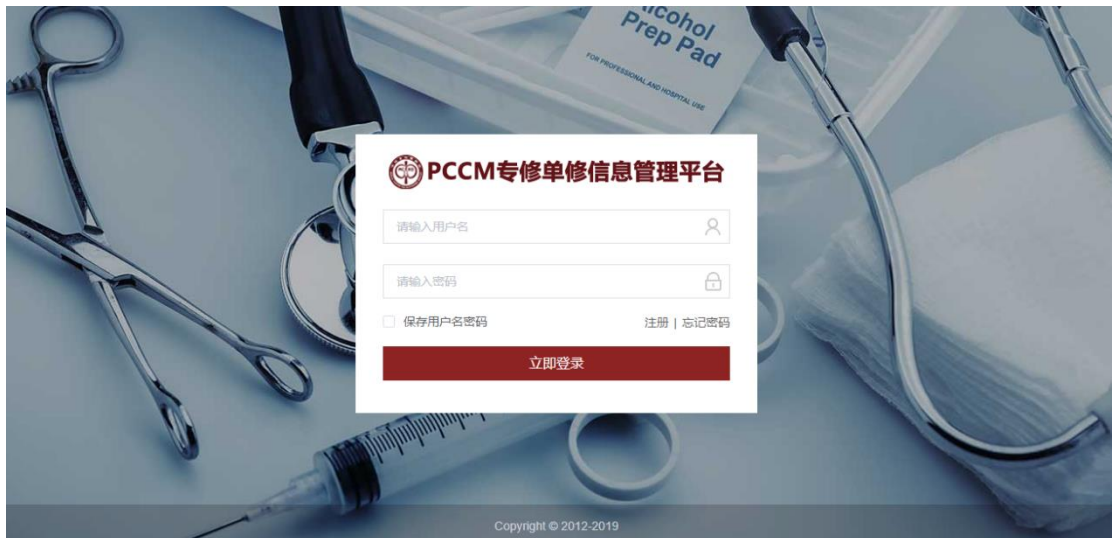 Prep Pad
FOR PROFESSIONAL AND HOSPITAL USE
PCCM专修单修信息管理平台
请输入用户名
请输入密码
保存用户名密码
注册 | 忘记密码
立即登录
Copyright © 2012-2019